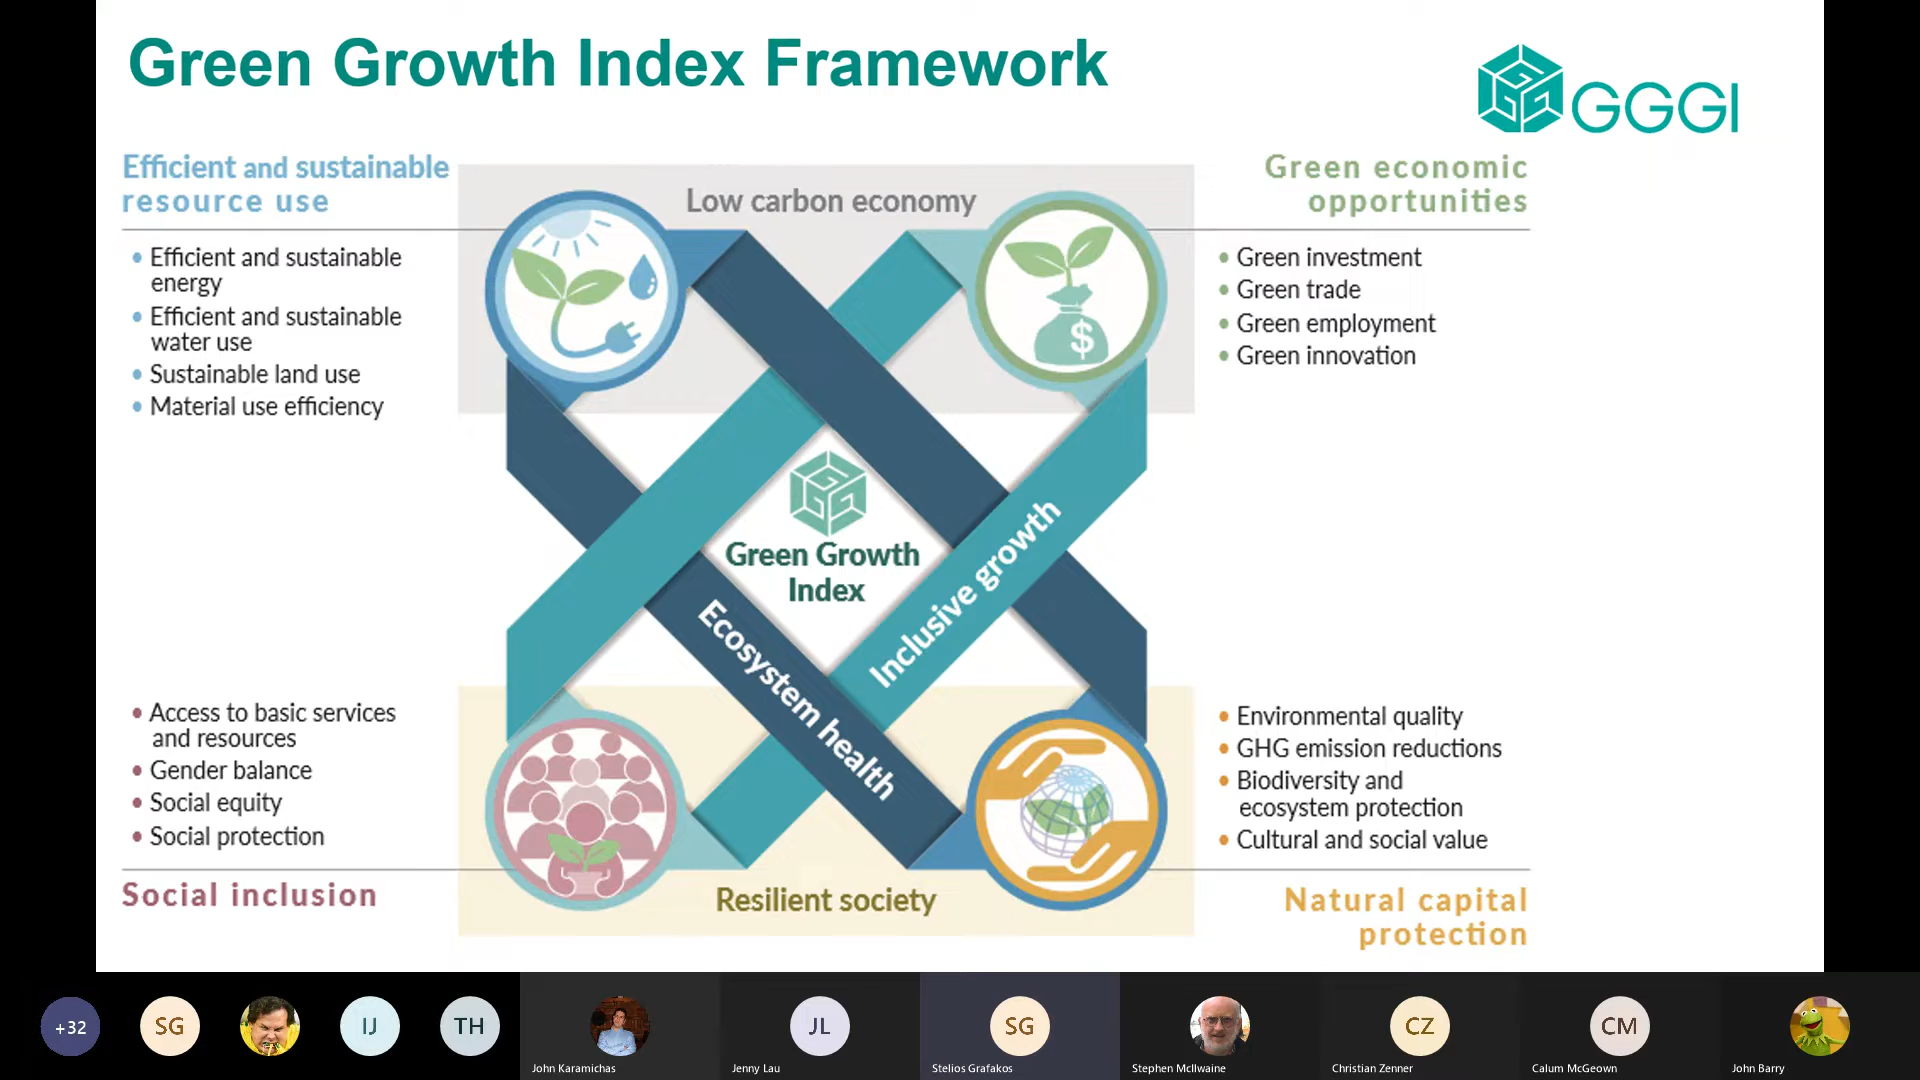 Green Growth Index Framework
GGGI
Efficient and sustainable
resource use
Low carbon economy
Green economic
opportunities
• Efficient and sustainable
energy
• Efficient and sustainable
water use
• Sustainable land use
• Material use efficiency
$
• Green investment
• Green trade
• Green employment
• Green innovation
Green Growth
Index
Ecosystem health
Inclusive growth
• Access to basic services
and resources
• Gender balance
• Social equity
• Social protection
• Environmental quality
• GHG emission reductions
• Biodiversity and
ecosystem protection
• Cultural and social value
Social inclusion
Resilient society
Natural capital
protection
+32
SG
IJ
TH
John Karamichas
JL
Jenny Lau
SG
Stelios Grafakos
Stephen McIlwaine
CZ
Christian Zenner
CM
Calum McGeown
John Barry